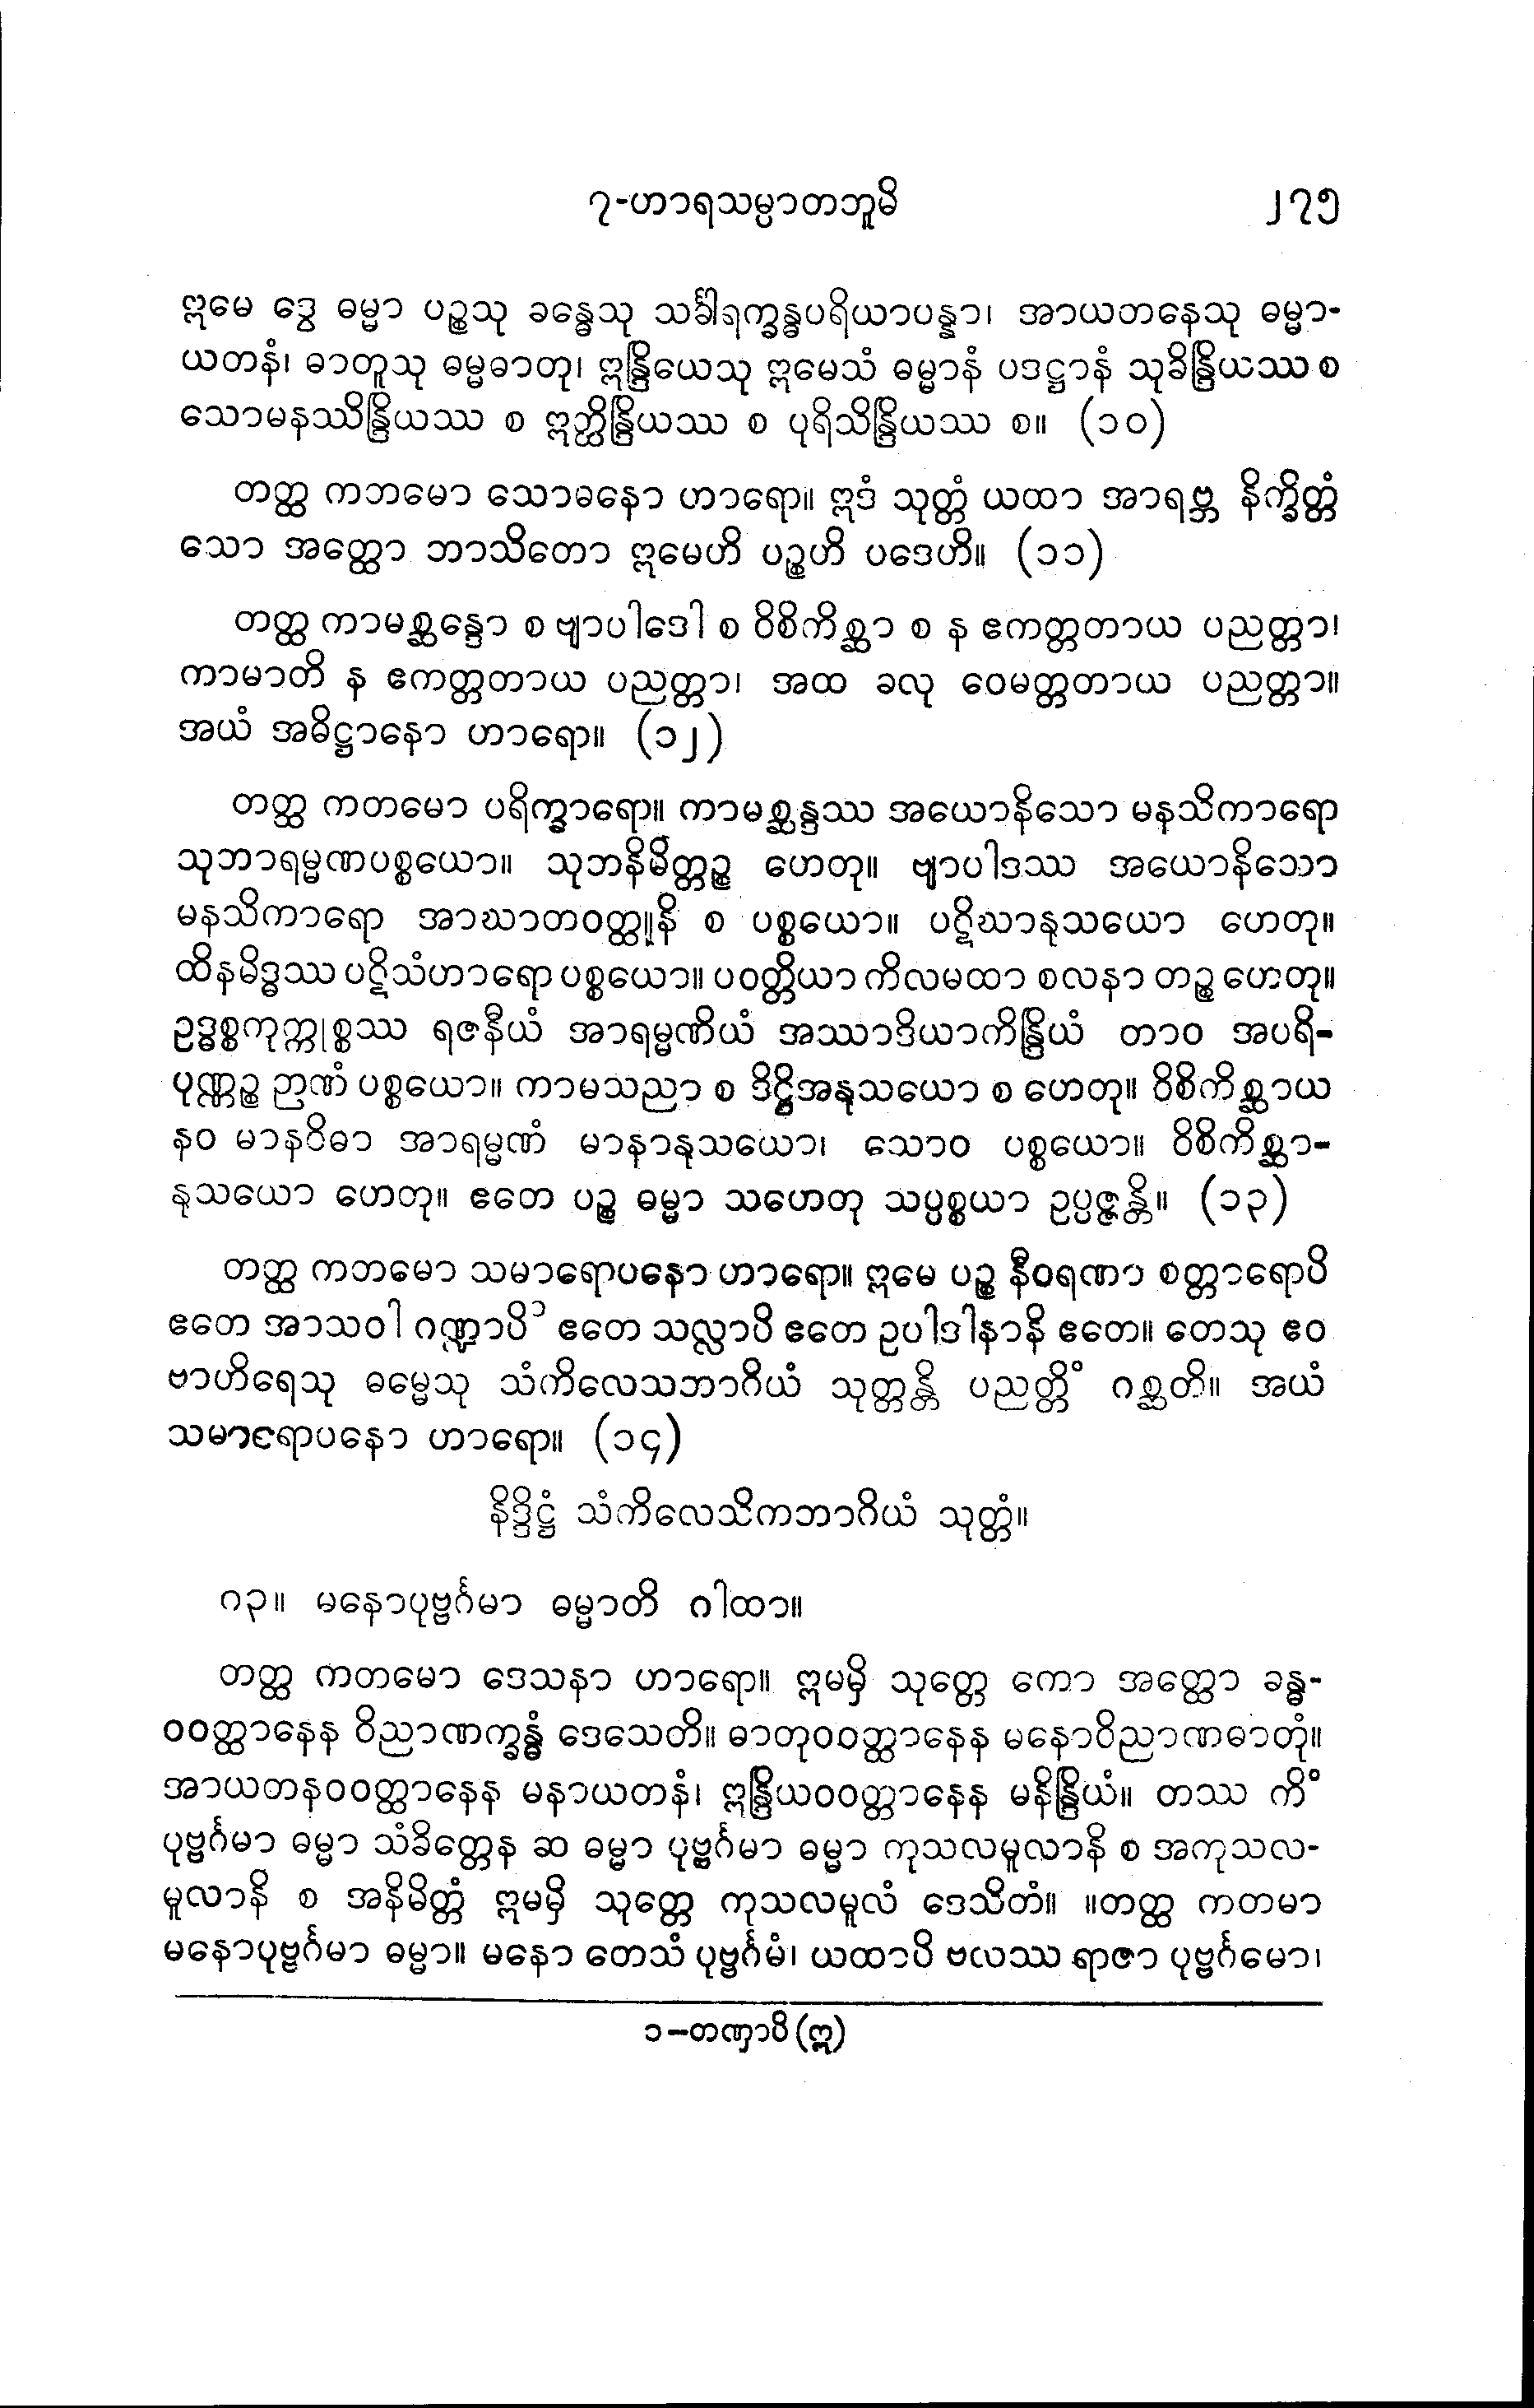 ၇-ဟာရသမ္ပာတဘူမိ ၂၇၅
ဣမေ ဒွေ ဓမ္မာ ပဉ္စသု ခန္ဓေသု သင်္ခါရက္ခန္ဓပရိယာပန္နာ၊ အာယတနေသု ဓမ္မာ-
ယတနံ၊ ဓာတူသု ဓမ္မဓာတု၊ ဣန္ဒြိယေသု ဣမေသံ ဓမ္မာနံ ပဒဋ္ဌာနံ သုခိန္ဒြိယဿ စ
သောမနဿိန္ဒြိယဿ စ ဣတ္ထိန္ဒြိယဿ စ ပုရိသိန္ဒြိယဿ စ။ (၁၀)
တတ္ထ ကတမော သောဓနော ဟာရော။ ဣဒံ သုတ္တံ ယထာ အာရဗ္ဘ နိက္ခိတ္တံ
သော အတ္ထော ဘာသိတော ဣမေဟိ ပဉ္စဟိ ပဒေဟိ။ (၁၁)
တတ္ထ ကာမစ္ဆန္ဒော စ ဗျာပါဒေါ စ ဝိစိကိစ္ဆာ စ န ဧကတ္တတာယ ပညတ္တာ၊
ကာမာတိ န ဧကတ္တတာယ ပညတ္တာ၊ အထ ခလု ဝေမတ္တတာယ ပညတ္တာ။
အယံ အဓိဋ္ဌာနော ဟာရော။ (၁၂)
တတ္ထ ကတမော ပရိက္ခာရော။ ကာမစ္ဆန္ဒဿ အယောနိသော မနသိကာရော
သုဘာရမ္မဏပစ္စယော။ သုဘနိမိတ္တဉ္စ ဟေတု။ ဗျာပါဒဿ အယောနိသော
မနသိကာရော အာဃာတဝတ္ထူနိ စ ပစ္စယော။ ပဋိဃာနုသယော ဟေတု။
ထိနမိဒ္ဓဿ ပဋိသံဟာရော ပစ္စယော။ ပဝတ္တိယာ ကိလမထာ စလနာ တဉ္စ ဟေတု။
ဥဒ္ဓစ္စကုက္ကုစ္စဿ ရဇနီယံ အာရမ္မဏိယံ အဿာဒိယာကိန္ဒြိယံ တာဝ အပရိ-
ပုဏ္ဏဉ္စ ဉာဏံ ပစ္စယော။ ကာမသညာ စ ဒိဋ္ဌိအနုသယော စ ဟေတု။ ဝိစိကိစ္ဆာယ
နဝ မာနဝိဓာ အာရမ္မဏံ မာနာနုသယော၊ သောဝ ပစ္စယော။ ဝိစိကိစ္ဆာ-
နုသယော ဟေတု။ ဧတေ ပဉ္စ ဓမ္မာ သဟေတု သပ္ပစ္စယာ ဥပ္ပဇ္ဇန္တိ။ (၁၃)
တတ္ထ ကတမော သမာရောပနော ဟာရော။ ဣမေ ပဉ္စ နီဝရဏာ စတ္တာရောပိ
ဧတေ အာသဝါ ဂဏ္ဍာပိ ၁ ဧတေ သလ္လာပိ ဧတေ ဥပါဒါနာနိ ဧတေ။ တေသု ဧဝ
ဗာဟိရေသု ဓမ္မေသု သံကိလေသဘာဂိယံ သုတ္တန္တိ ပညတ္တိံ ဂစ္ဆတိ။ အယံ
သမာရောပနော ဟာရော။ (၁၄)
နိဒ္ဒိဋ္ဌံ သံကိလေသိကဘာဂိယံ သုတ္တံ။
ဂ၃။ မနောပုဗ္ဗင်္ဂမာ ဓမ္မာတိ ဂါထာ။
တတ္ထ ကတမော ဒေသနာ ဟာရော။ ဣမမှိ သုတ္တေ ကော အတ္ထော ခန္ဓ-
ဝဝတ္ထာနေန ဝိညာဏက္ခန္ဓံ ဒေသေတိ။ ဓာတုဝဝတ္ထာနေန မနောဝိညာဏဓာတုံ။
အာယတနဝဝတ္ထာနေန မနာယတနံ၊ ဣန္ဒြိယဝဝတ္တာနေန မနိန္ဒြိယံ။ တဿ ကိံ
ပုဗ္ဗင်္ဂမာ ဓမ္မာ သံခိတ္တေန ဆ ဓမ္မာ ပုဗ္ဗင်္ဂမာ ဓမ္မာ ကုသလမူလာနိ စ အကုသလ-
မူလာနိ စ အနိမိတ္တံ ဣမမှိ သုတ္တေ ကုသလမူလံ ဒေသိတံ။ ။တတ္ထ ကတမာ
မနောပုဗ္ဗင်္ဂမာ ဓမ္မာ။ မနော တေသံ ပုဗ္ဗင်္ဂမံ၊ ယထာပိ ဗလဿ ရာဇာ ပုဗ္ဗင်္ဂမော၊
၁-တဏှာပိ (ဣ)